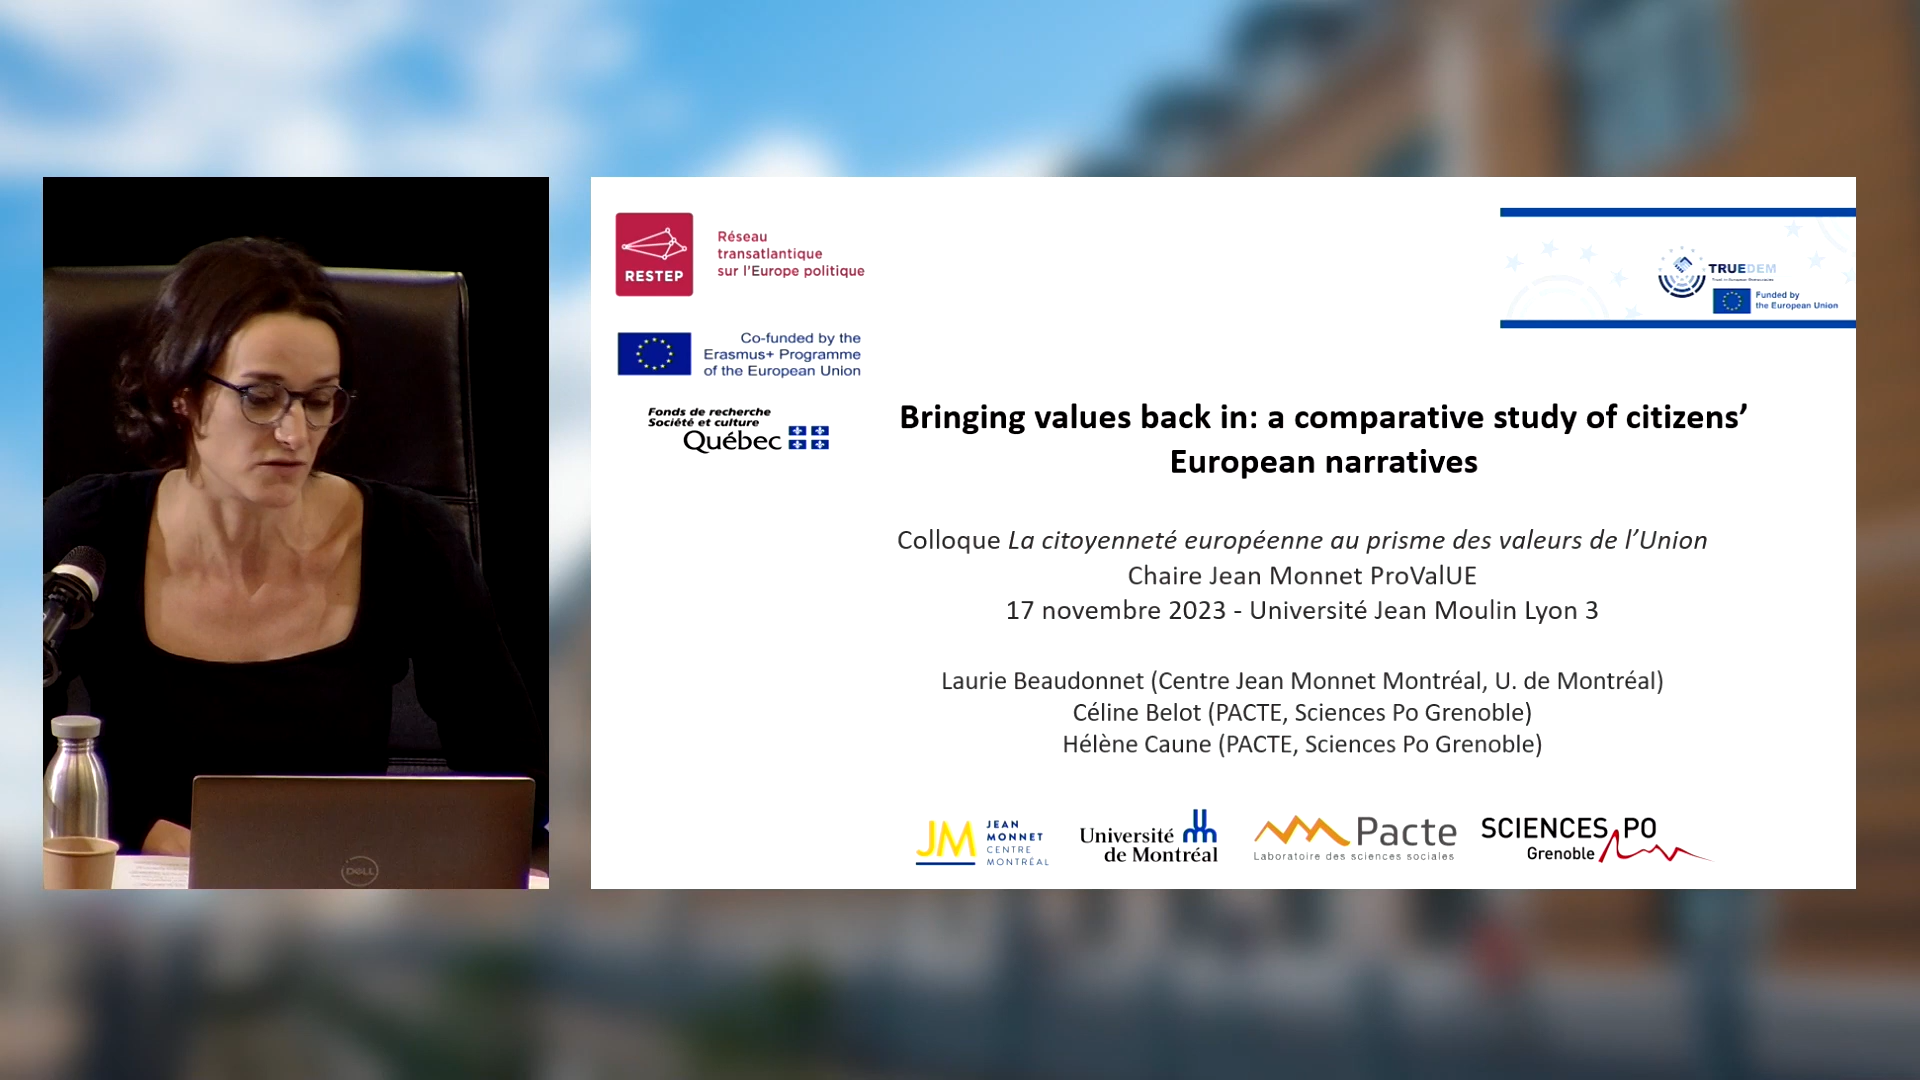 RESTEP
Réseau
transatlantique
sur l'Europe politique
TRUEDEM
Funded by
the European Union
Co-funded by the
Erasmus+ Programme
of the European Union
Fonds de recherche
Société et culture
Québec
Bringing values back in: a comparative study of citizens’
European narratives
Colloque La citoyenneté européenne au prisme des valeurs de l’Union
Chaire Jean Monnet ProValUE
17 novembre 2023 - Université Jean Moulin Lyon 3
Laurie Beaudonnet (Centre Jean Monnet Montréal, U. de Montréal)
Céline Belot (PACTE, Sciences Po Grenoble)
Hélène Caune (PACTE, Sciences Po Grenoble)
JM
JEAN
MONNET
CENTRE
MONTRÉAL
Université
de Montréal
Pacte
Laboratoire des sciences sociales
SCIENCES PO
Grenoble
DELL